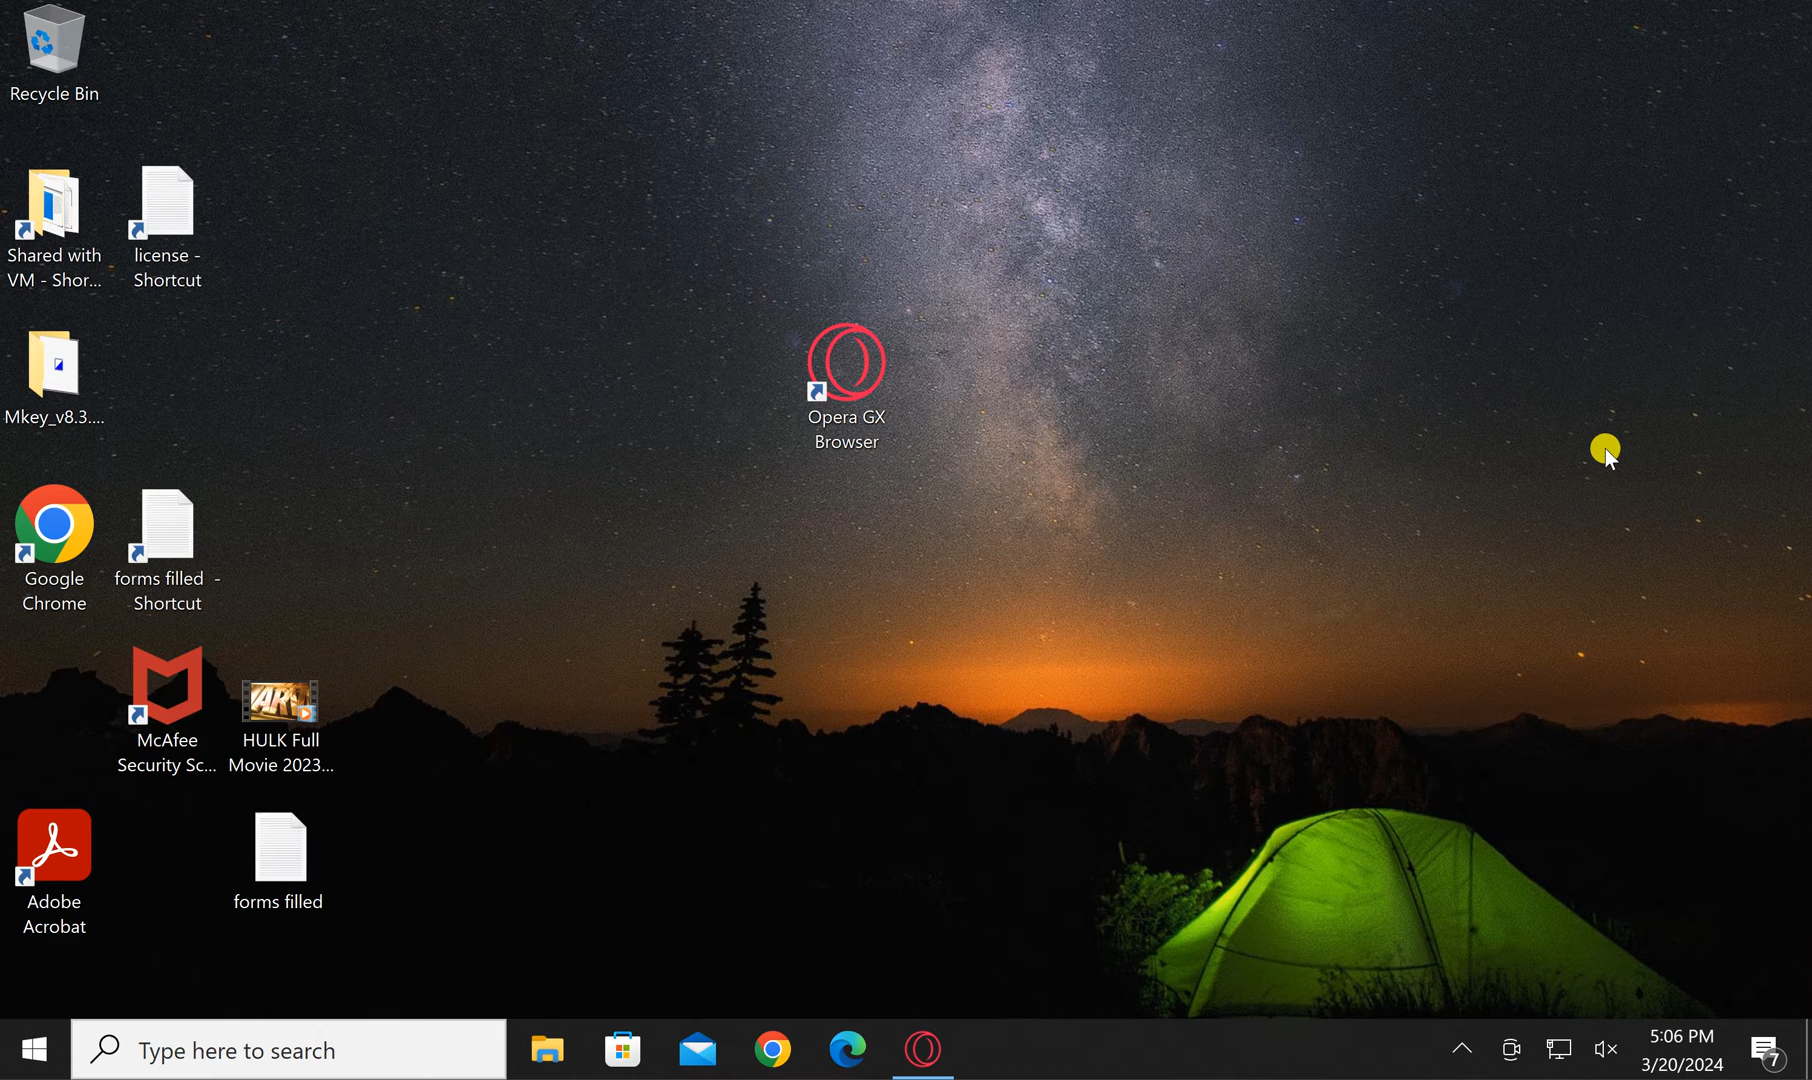 Recycle Bin
Shared with
VM - Shor...
license -
Shortcut
Mkey_v8.3....
Opera GX
Browser
Google
Chrome
forms filled -
Shortcut
McAfee
Security Sc...
HULK Full
Movie 2023...
Adobe
Acrobat
forms filled
Type here to search
5:06 PM
3/20/2024
7